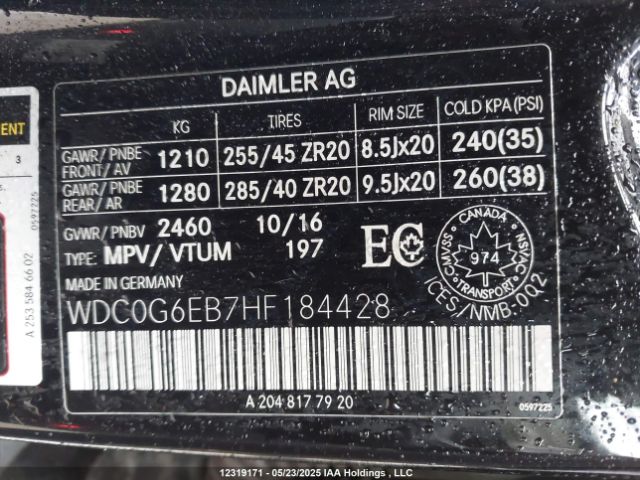 DAIMLER AG
KG TIRES RIM SIZE COLD KPA (PSI)
GAWR/PNBE FRONT/AV 1210 255/45 ZR20 8.5Jx20 240(35)
GAWR/PNBE REAR/AR 1280 285/40 ZR20 9.5Jx20 260(38)
GVWR/PNBV 2460 10/16
TYPE: MPV/VTUM 197
EC
CANADA
CMVSS 974 NSVAC
TRANSPORT
ICES/NMB-002
MADE IN GERMANY
WDC0G6EB7HF184428
A 204 817 79 20
0597225
ENT
3
0597225
A 253 584 66 02
12319171 - 05/23/2025 IAA Holdings , LLC